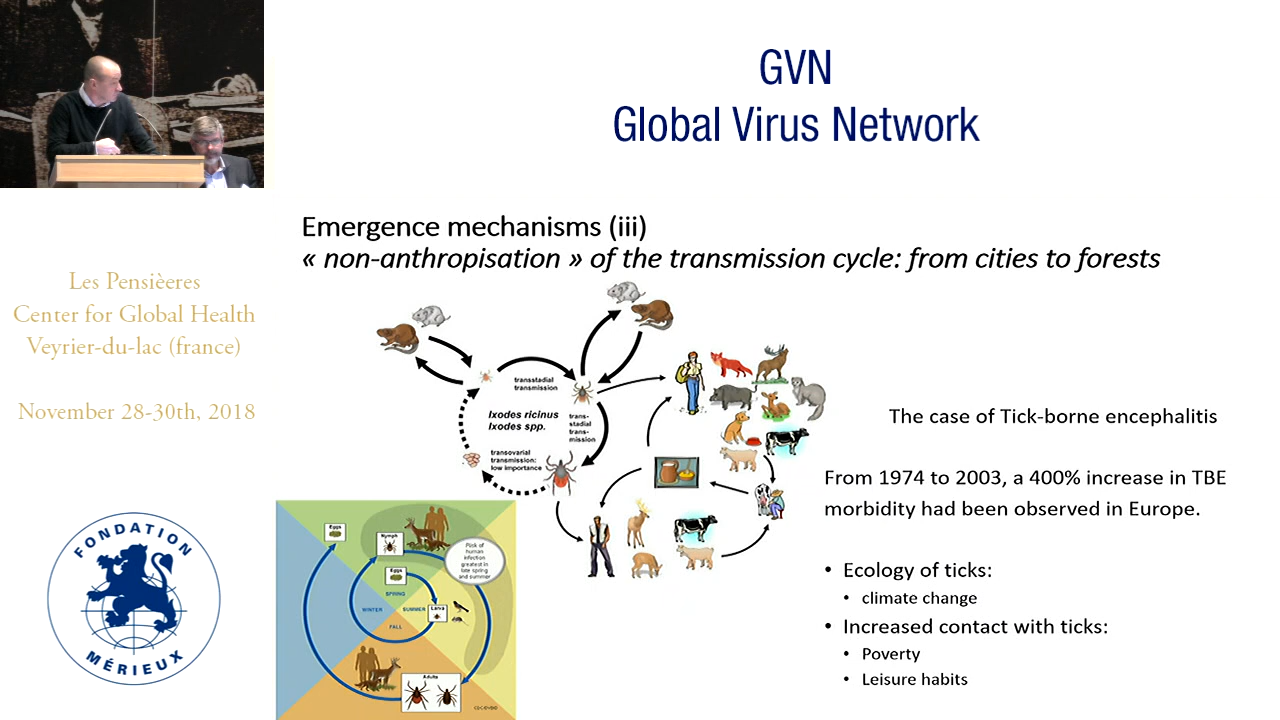 GVN
Global Virus Network
Les Pensièeres
Center for Global Health
Veyrier-du-lac (france)
November 28-30th, 2018
FONDATION
MÉRIEUX
Emergence mechanisms (iii)
« non-anthropisation » of the transmission cycle: from cities to forests
transstadial
transmission
Ixodes ricinus
Ixodes spp.
trans-
stadial
trans-
mission
transovarial
transmission:
low importance
Eggs
Nymph
Risk of
human
infection
greatest in
late spring
and summer
Eggs
SPRING
WINTER
SUMMER
Larva
FALL
Adults
The case of Tick-borne encephalitis
From 1974 to 2003, a 400% increase in TBE
morbidity had been observed in Europe.
• Ecology of ticks:
• climate change
• Increased contact with ticks:
• Poverty
• Leisure habits